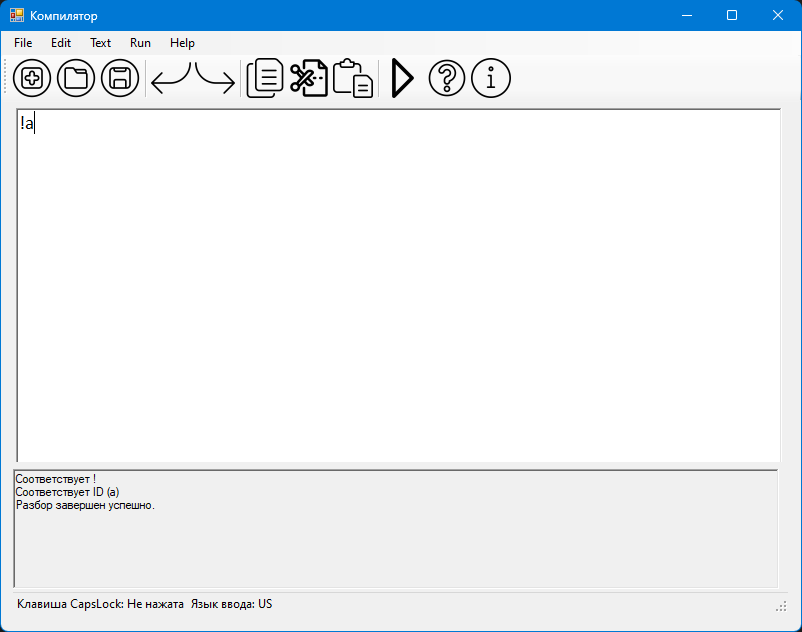 Компилятор
File Edit Text Run Help
!a
Соответствует !
Соответствует ID (a)
Разбор завершен успешно.
Клавиша CapsLock: Не нажата Язык ввода: US